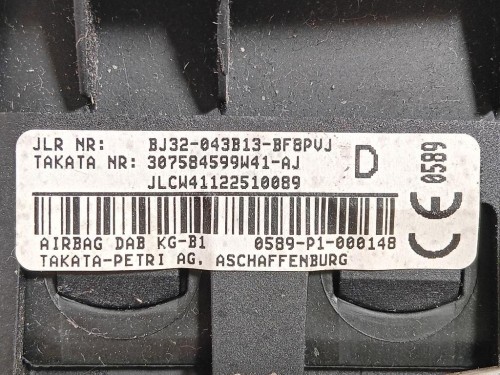 JLR NR: BJ32-043B13-BF8PVJ
TAKATA NR: 307584599W41-AJ
D
JLCW41122510089
AIRBAG DAB KG-B1 0589-P1-000148
TAKATA-PETRI AG, ASCHAFFENBURG
CE 0589